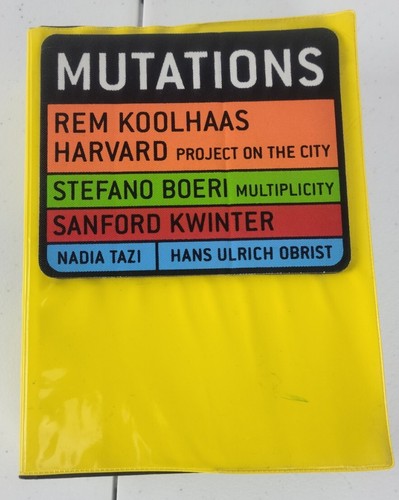 MUTATIONS
REM KOOLHAAS
HARVARD PROJECT ON THE CITY
STEFANO BOERI MULTIPLICITY
SANFORD KWINTER
NADIA TAZI
HANS ULRICH OBRIST